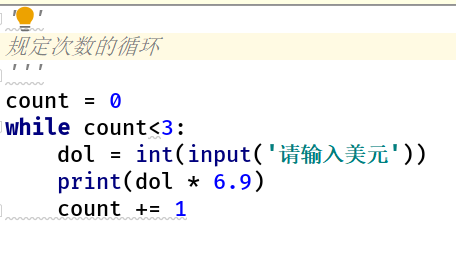 '''
规定次数的循环
'''
count = 0
while count<3:
    dol = int(input('请输入美元'))
    print(dol * 6.9)
    count += 1